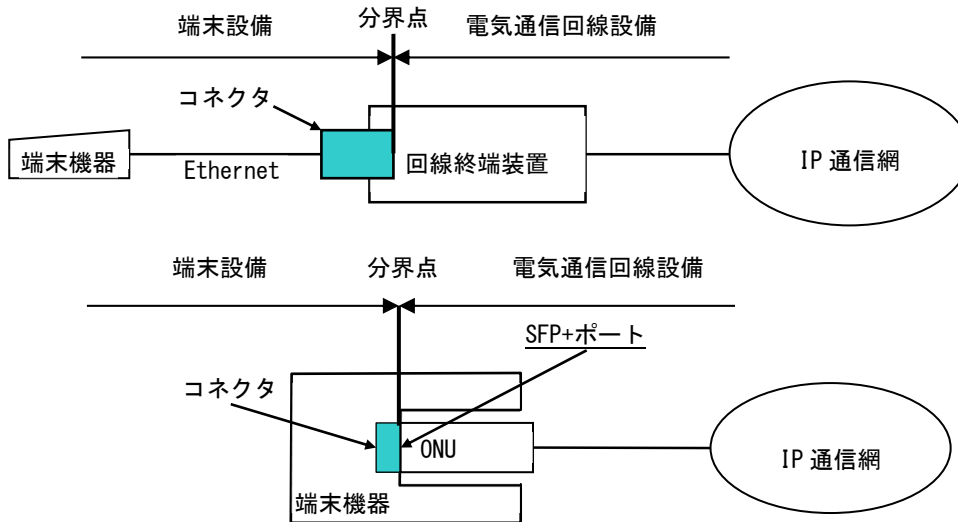 端末設備 分界点 電気通信回線設備
コネクタ
端末機器 Ethernet 回線終端装置 IP 通信網
端末設備 分界点 電気通信回線設備
SFP+ポート
コネクタ
ONU IP 通信網
端末機器